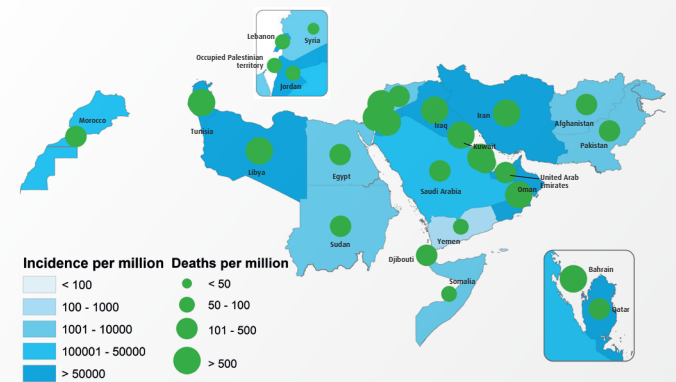 Lebanon
Syria
Occupied Palestinian
territory
Jordan
Morocco
Tunisia
Libya
Egypt
Sudan
Iraq
Iran
Kuwait
Afghanistan
Pakistan
Saudi Arabia
United Arab
Emirates
Oman
Yemen
Djibouti
Somalia
Bahrain
Qatar
Incidence per million
< 100
100 - 1000
1001 - 10000
100001 - 50000
> 50000
Deaths per million
< 50
50 - 100
101 - 500
> 500